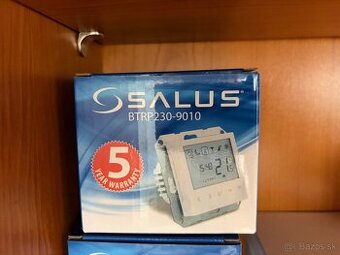 SALUS
BTRP230-9010
5
YEAR WARRANTY
Bazos.sk